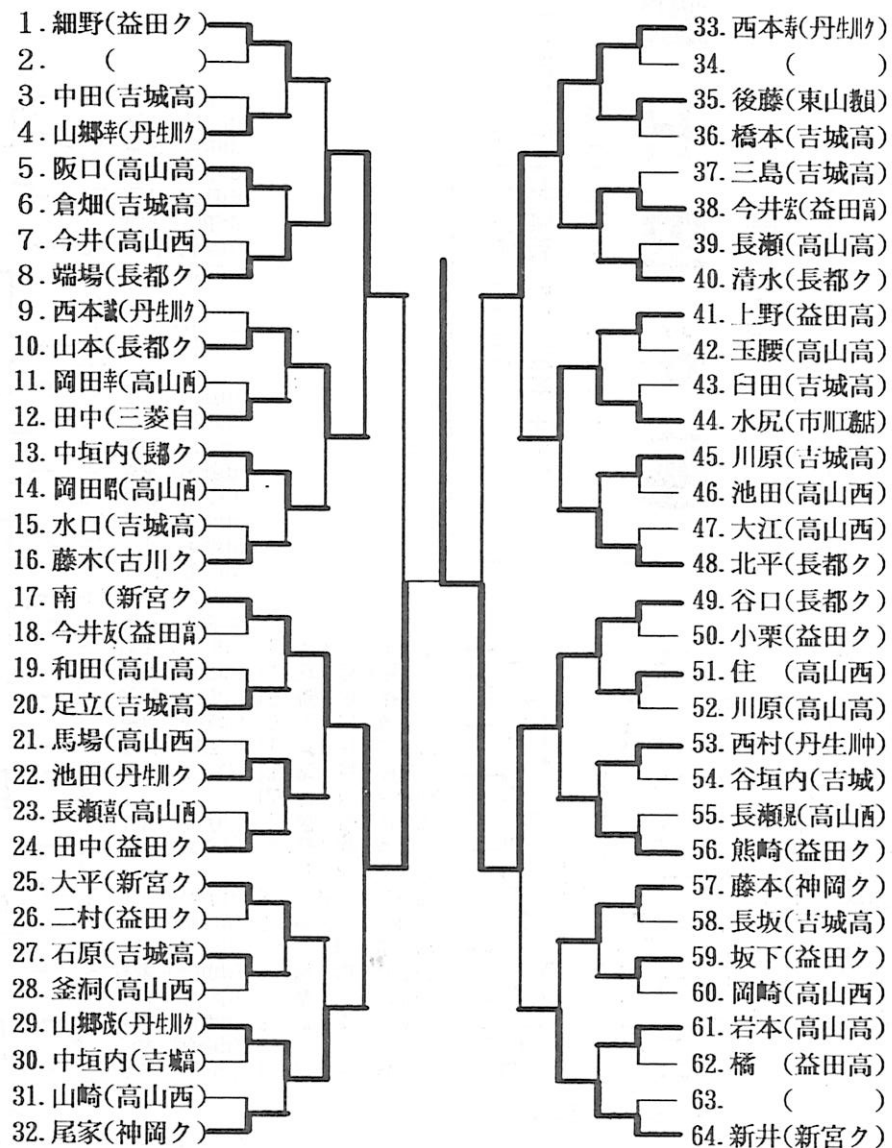 1.細野(益田ク)
2. ( )
3.中田(吉城高)
4.山郷幸(丹生川ク)
5.阪口(高山高)
6.倉畑(吉城高)
7.今井(高山西)
8.端場(長都ク)
9.西本誠(丹生川ク)
10.山本(長都ク)
11.岡田幸(高山西)
12.田中(三菱自)
13.中垣内(長都ク)
14.岡田昭(高山西)
15.水口(吉城高)
16.藤木(古川ク)
17.南 (新宮ク)
18.今井友(益田高)
19.和田(高山高)
20.足立(吉城高)
21.馬場(高山西)
22.池田(丹生川ク)
23.長瀬喜(高山西)
24.田中(益田ク)
25.大平(新宮ク)
26.二村(益田ク)
27.石原(吉城高)
28.釜洞(高山西)
29.山郷茂(丹生川ク)
30.中垣内(吉城高)
31.山崎(高山西)
32.尾家(神岡ク)
33.西本寿(丹生川ク)
34. ( )
35.後藤(東山教員)
36.橋本(吉城高)
37.三島(吉城高)
38.今井宏(益田高)
39.長瀬(高山高)
40.清水(長都ク)
41.上野(益田高)
42.玉腰(高山高)
43.臼田(吉城高)
44.水尻(市川工務店)
45.川原(吉城高)
46.池田(高山西)
47.大江(高山西)
48.北平(長都ク)
49.谷口(長都ク)
50.小栗(益田ク)
51.住 (高山西)
52.川原(高山高)
53.西村(丹生川中)
54.谷垣内(吉城)
55.長瀬晃(高山西)
56.熊崎(益田ク)
57.藤本(神岡ク)
58.長坂(吉城高)
59.坂下(益田ク)
60.岡崎(高山西)
61.岩本(高山高)
62.橘 (益田高)
63. ( )
64.新井(新宮ク)